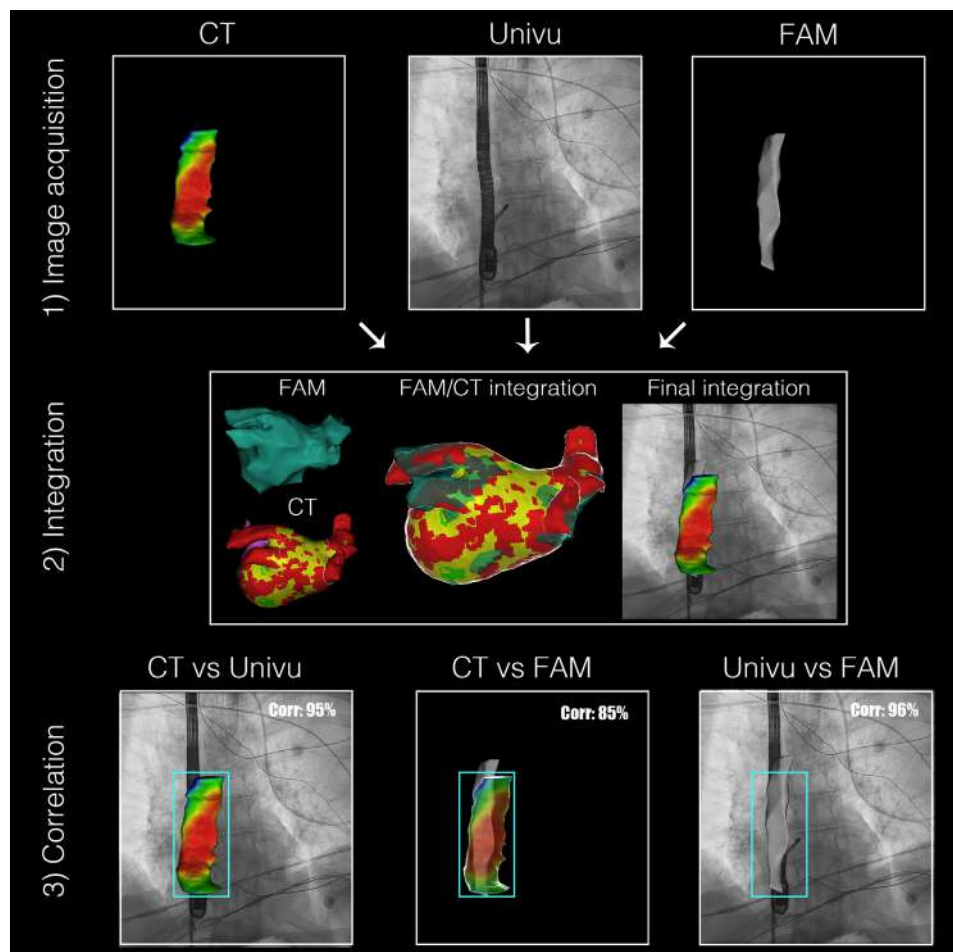 CT
Univu
FAM
1) Image acquisition
FAM
FAM/CT integration
Final integration
CT
2) Integration
CT vs Univu
CT vs FAM
Univu vs FAM
Corr: 95%
Corr: 85%
Corr: 96%
3) Correlation